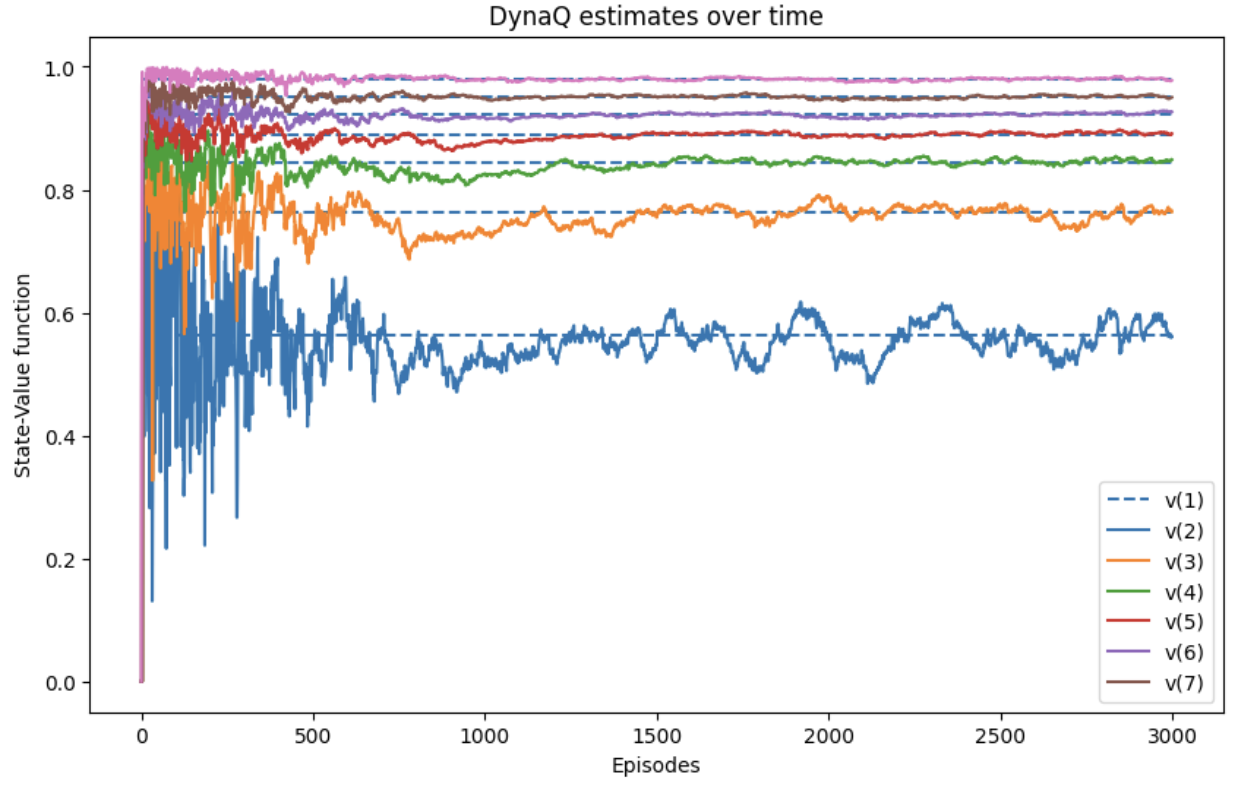 DynaQ estimates over time
State-Value function
1.0
0.8
0.6
0.4
0.2
0.0
v(1)
v(2)
v(3)
v(4)
v(5)
v(6)
v(7)
0 500 1000 1500 2000 2500 3000
Episodes